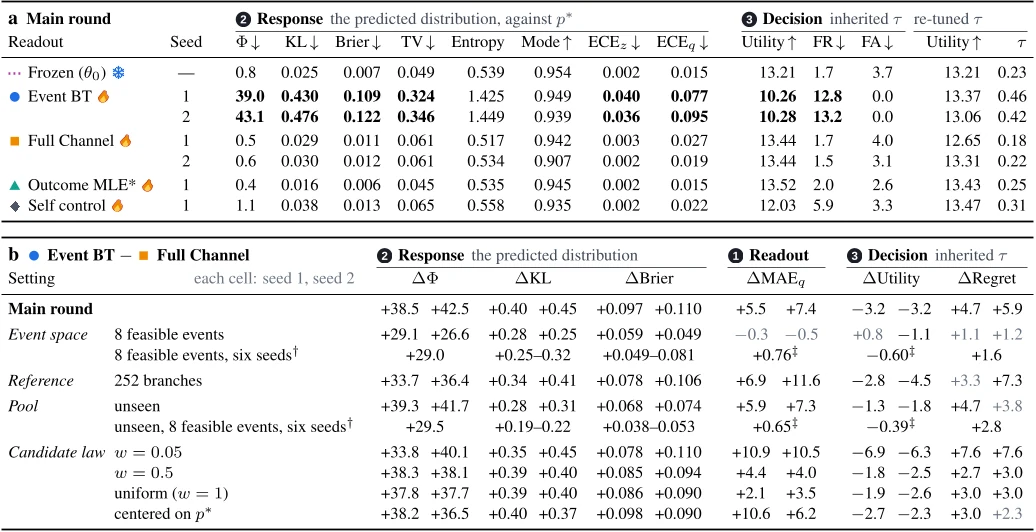 a Main round ❷ Response the predicted distribution, against p* ❸ Decision inherited τ re-tuned τ
Readout Seed Φ↓ KL↓ Brier↓ TV↓ Entropy Mode↑ ECEz↓ ECEq↓ Utility↑ FR↓ FA↓ Utility↑ τ
Frozen (θ0) — 0.8 0.025 0.007 0.049 0.539 0.954 0.002 0.015 13.21 1.7 3.7 13.21 0.23
Event BT 1 39.0 0.430 0.109 0.324 1.425 0.949 0.040 0.077 10.26 12.8 0.0 13.37 0.46
2 43.1 0.476 0.122 0.346 1.449 0.939 0.036 0.095 10.28 13.2 0.0 13.06 0.42
Full Channel 1 0.5 0.029 0.011 0.061 0.517 0.942 0.003 0.027 13.44 1.7 4.0 12.65 0.18
2 0.6 0.030 0.012 0.061 0.534 0.907 0.002 0.019 13.44 1.5 3.1 13.31 0.22
Outcome MLE* 1 0.4 0.016 0.006 0.045 0.535 0.945 0.002 0.015 13.52 2.0 2.6 13.43 0.25
Self control 1 1.1 0.038 0.013 0.065 0.558 0.935 0.002 0.022 12.03 5.9 3.3 13.47 0.31
b Event BT − Full Channel ❷ Response the predicted distribution ❶ Readout ❸ Decision inherited τ
Setting each cell: seed 1, seed 2 ΔΦ ΔKL ΔBrier ΔMAEq ΔUtility ΔRegret
Main round +38.5 +42.5 +0.40 +0.45 +0.097 +0.110 +5.5 +7.4 −3.2 −3.2 +4.7 +5.9
Event space 8 feasible events +29.1 +26.6 +0.28 +0.25 +0.059 +0.049 −0.3 −0.5 +0.8 −1.1 +1.1 +1.2
8 feasible events, six seeds† +29.0 +0.25–0.32 +0.049–0.081 +0.76‡ −0.60‡ +1.6
Reference 252 branches +33.7 +36.4 +0.34 +0.41 +0.078 +0.106 +6.9 +11.6 −2.8 −4.5 +3.3 +7.3
Pool unseen +39.3 +41.7 +0.28 +0.31 +0.068 +0.074 +5.9 +7.3 −1.3 −1.8 +4.7 +3.8
unseen, 8 feasible events, six seeds† +29.5 +0.19–0.22 +0.038–0.053 +0.65‡ −0.39‡ +2.8
Candidate law w = 0.05 +33.8 +40.1 +0.35 +0.45 +0.078 +0.110 +10.9 +10.5 −6.9 −6.3 +7.6 +7.6
w = 0.5 +38.3 +38.1 +0.39 +0.40 +0.085 +0.094 +4.4 +4.0 −1.8 −2.5 +2.7 +3.0
uniform (w = 1) +37.8 +37.7 +0.39 +0.40 +0.086 +0.090 +2.1 +3.5 −1.9 −2.6 +3.0 +3.0
centered on p* +38.2 +36.5 +0.40 +0.37 +0.098 +0.090 +10.6 +6.2 −2.7 −2.3 +3.0 +2.3